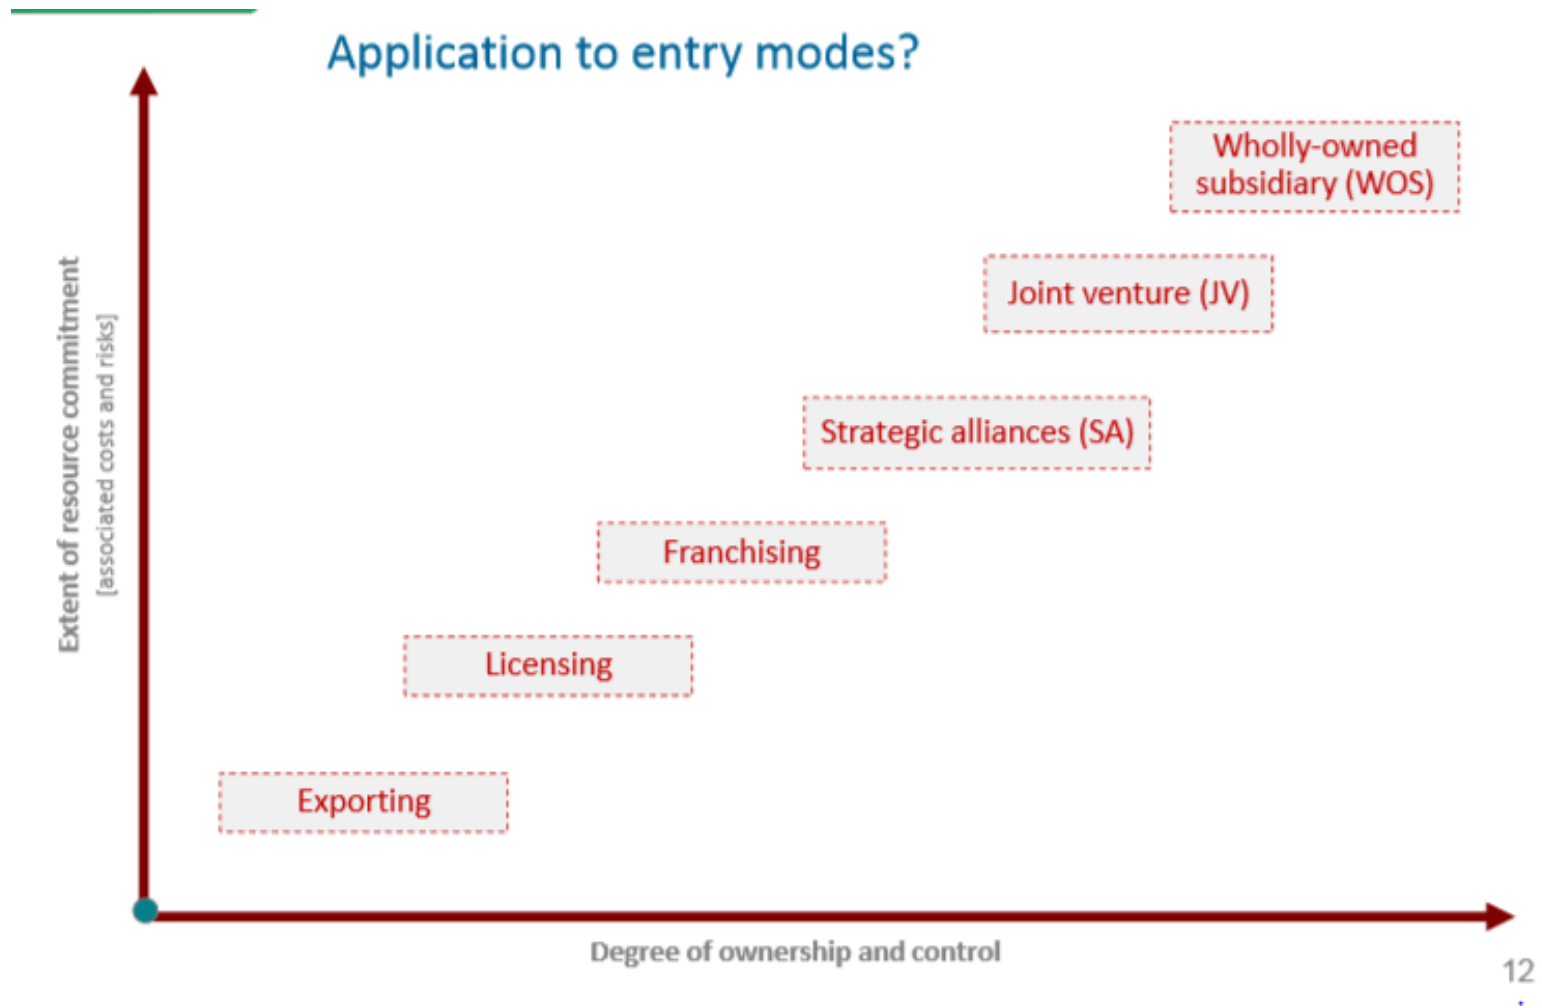 Application to entry modes?
Wholly-owned
subsidiary (WOS)
Joint venture (JV)
Strategic alliances (SA)
Franchising
Licensing
Exporting
Extent of resource commitment
[associated costs and risks]
Degree of ownership and control
12